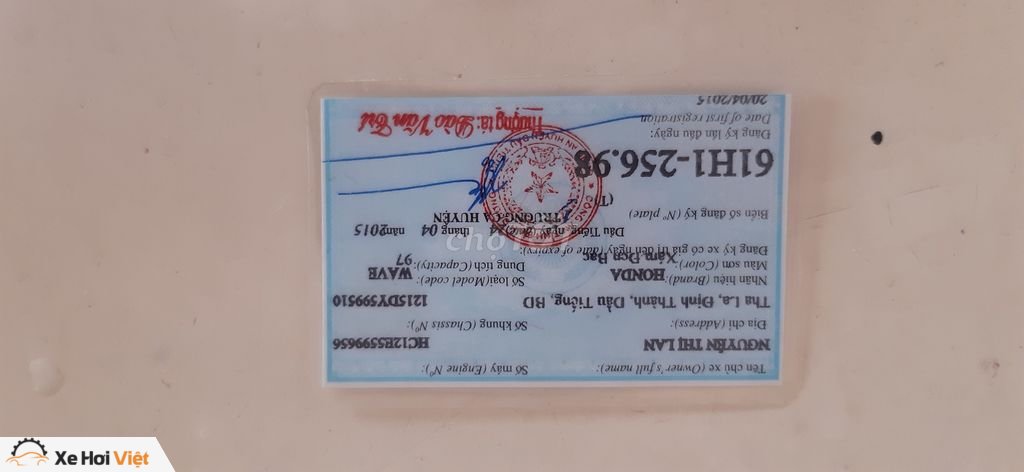 Tên chủ xe (Owner's full name):
NGUYỄN THỊ LAN
Địa chỉ (Address):
Tha La, Định Thành, Dầu Tiếng, BD
Nhãn hiệu (Brand): HONDA
Màu sơn (Color): Xám Đen Bạc
Số máy (Engine N°):
HC12E5599656
Số khung (Chassis N°):
1215DY599510
Số loại (Model code): WAVE
Dung tích (Capacity): 97
Đăng ký xe có giá trị đến ngày (date of expiry):
Dầu Tiếng, ngày 24 tháng 04 năm 2015
TRƯỞNG CA HUYỆN
Biển số đăng ký (N° plate)
(T)
61H1-256.98
Đăng ký lần đầu ngày:
Date of first registration
20/04/2015
Thượng tá: Đào Văn
Xe Hơi Việt